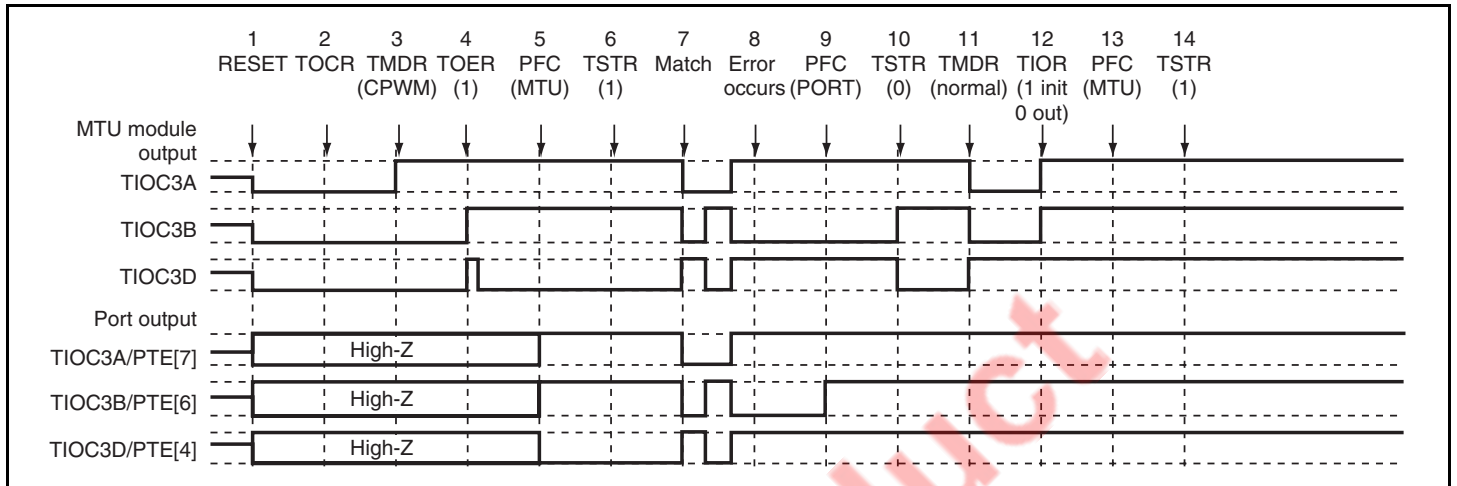 1 2 3 4 5 6 7 8 9 10 11 12 13 14
RESET TOCR TMDR TOER PFC TSTR Match Error PFC TSTR TMDR TIOR PFC TSTR
(CPWM) (1) (MTU) (1) occurs (PORT) (0) (normal) (1 init (MTU) (1)
0 out)
MTU module
output
TIOC3A
TIOC3B
TIOC3D
Port output
TIOC3A/PTE[7] High-Z
TIOC3B/PTE[6] High-Z
TIOC3D/PTE[4] High-Z